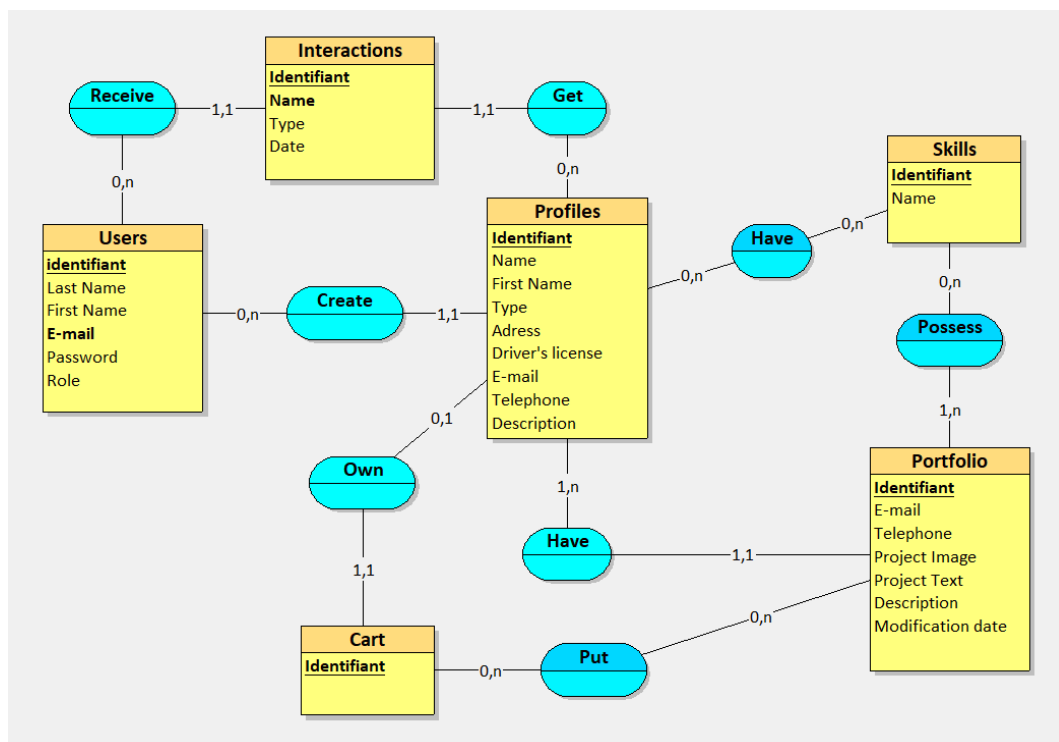 Interactions
Identifiant
Name
Type
Date
Receive
1,1
1,1
Get
0,n
0,n
Skills
Identifiant
Name
Users
identifiant
Last Name
First Name
E-mail
Password
Role
Profiles
Identifiant
Name
First Name
Type
Adress
Driver's license
E-mail
Telephone
Description
Have
0,n
0,n
0,n
Create
0,n
1,1
Possess
1,n
0,1
Own
1,1
1,n
Have
1,1
Portfolio
Identifiant
E-mail
Telephone
Project Image
Project Text
Description
Modification date
Cart
Identifiant
0,n
Put
0,n